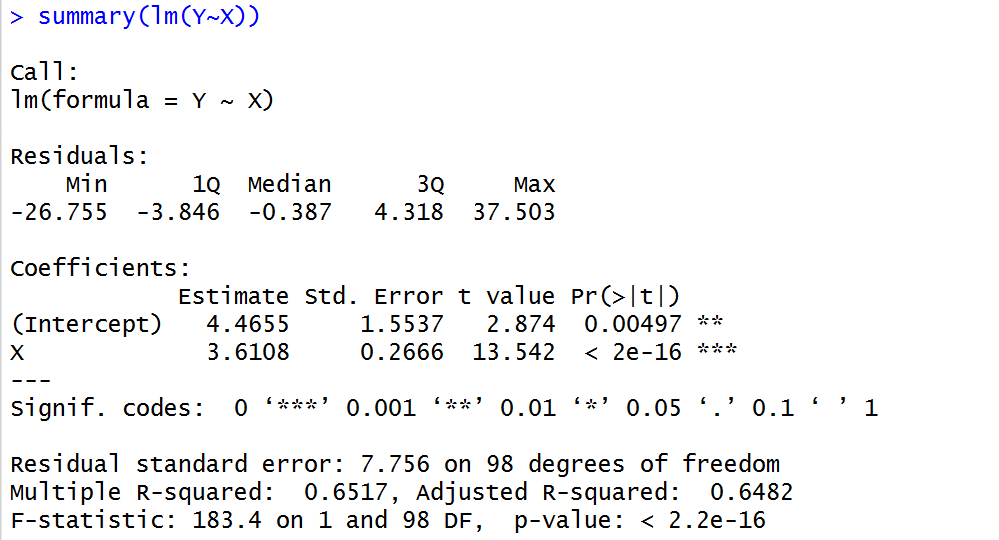 > summary(lm(Y~X))
Call:
lm(formula = Y ~ X)
Residuals:
    Min      1Q  Median      3Q     Max
-26.755  -3.846  -0.387   4.318  37.503
Coefficients:
            Estimate Std. Error t value Pr(>|t|)
(Intercept)   4.4655     1.5537   2.874  0.00497 **
X             3.6108     0.2666  13.542  < 2e-16 ***
---
Signif. codes:  0 ‘***’ 0.001 ‘**’ 0.01 ‘*’ 0.05 ‘.’ 0.1 ‘ ’ 1
Residual standard error: 7.756 on 98 degrees of freedom
Multiple R-squared:  0.6517, Adjusted R-squared:  0.6482
F-statistic: 183.4 on 1 and 98 DF,  p-value: < 2.2e-16